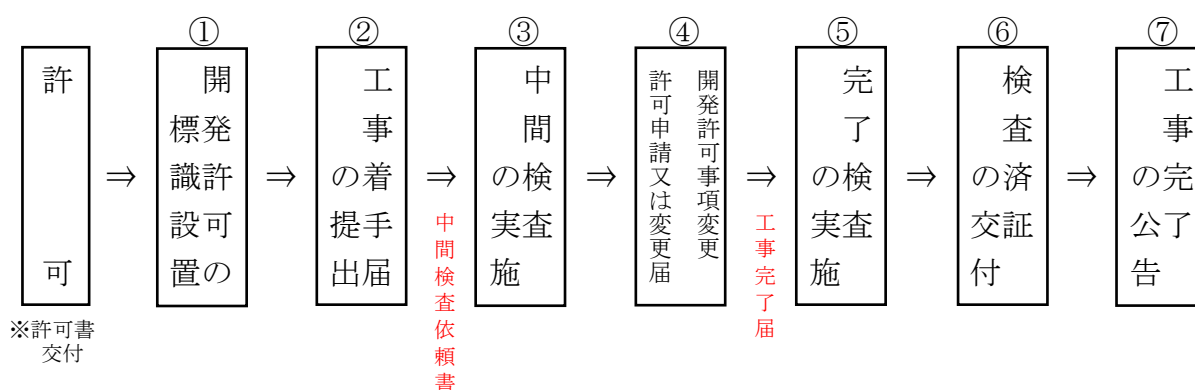 許可
※許可書
交付
⇒
①
開発許可の
標識設置
⇒
②
工事着手届
の提出
⇒
中間検査依頼書
③
中間検査
の実施
⇒
④
開発許可事項変更
許可申請又は変更届
⇒
工事完了届
⑤
完了検査
の実施
⇒
⑥
検査済証
の交付
⇒
⑦
工事完了
の公告